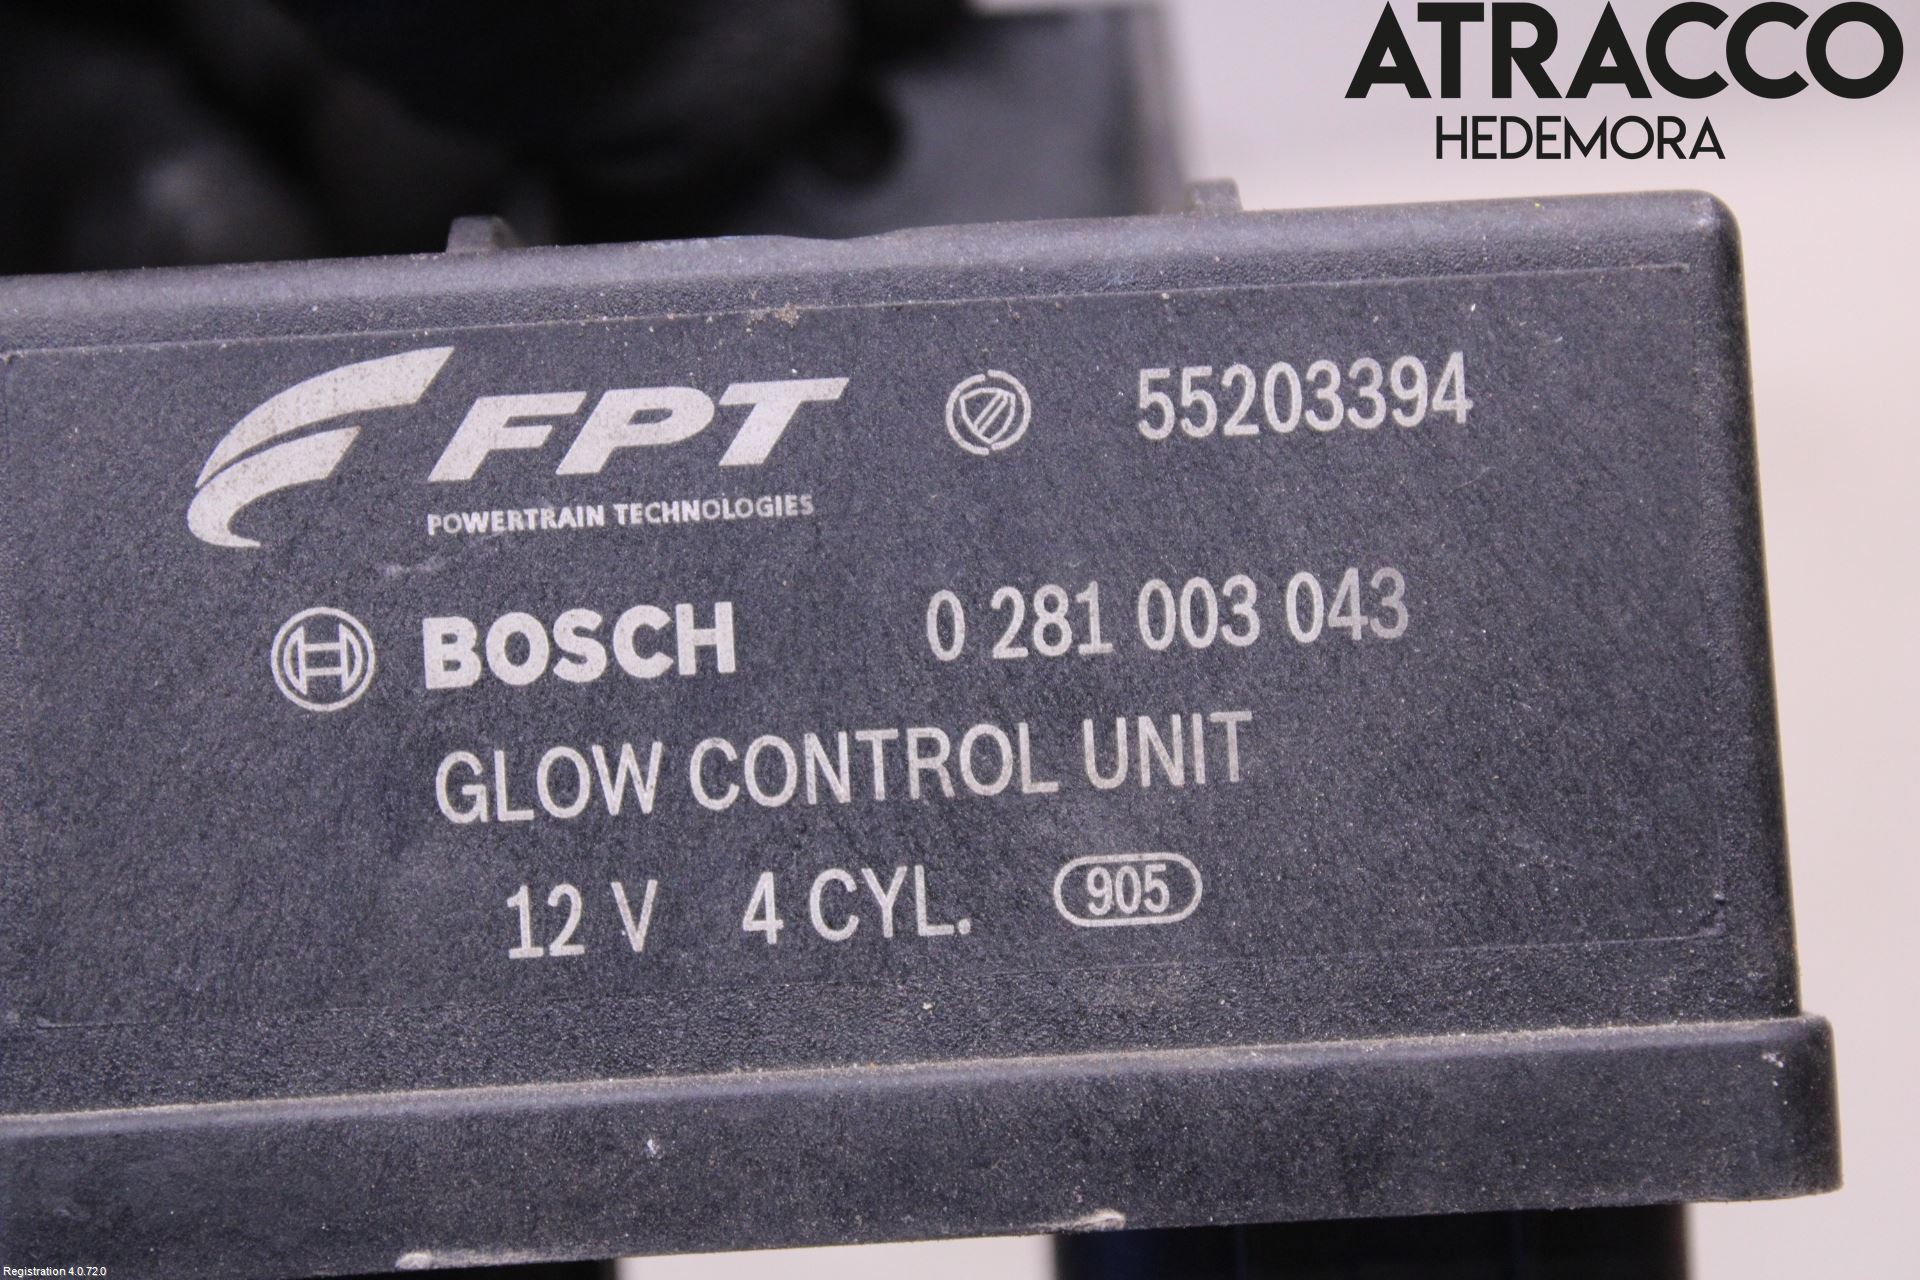 ATRACCO
HEDEMORA
FPT 55203394
POWERTRAIN TECHNOLOGIES
BOSCH 0 281 003 043
GLOW CONTROL UNIT
12 V 4 CYL. 905
Registration 4.0.72.0